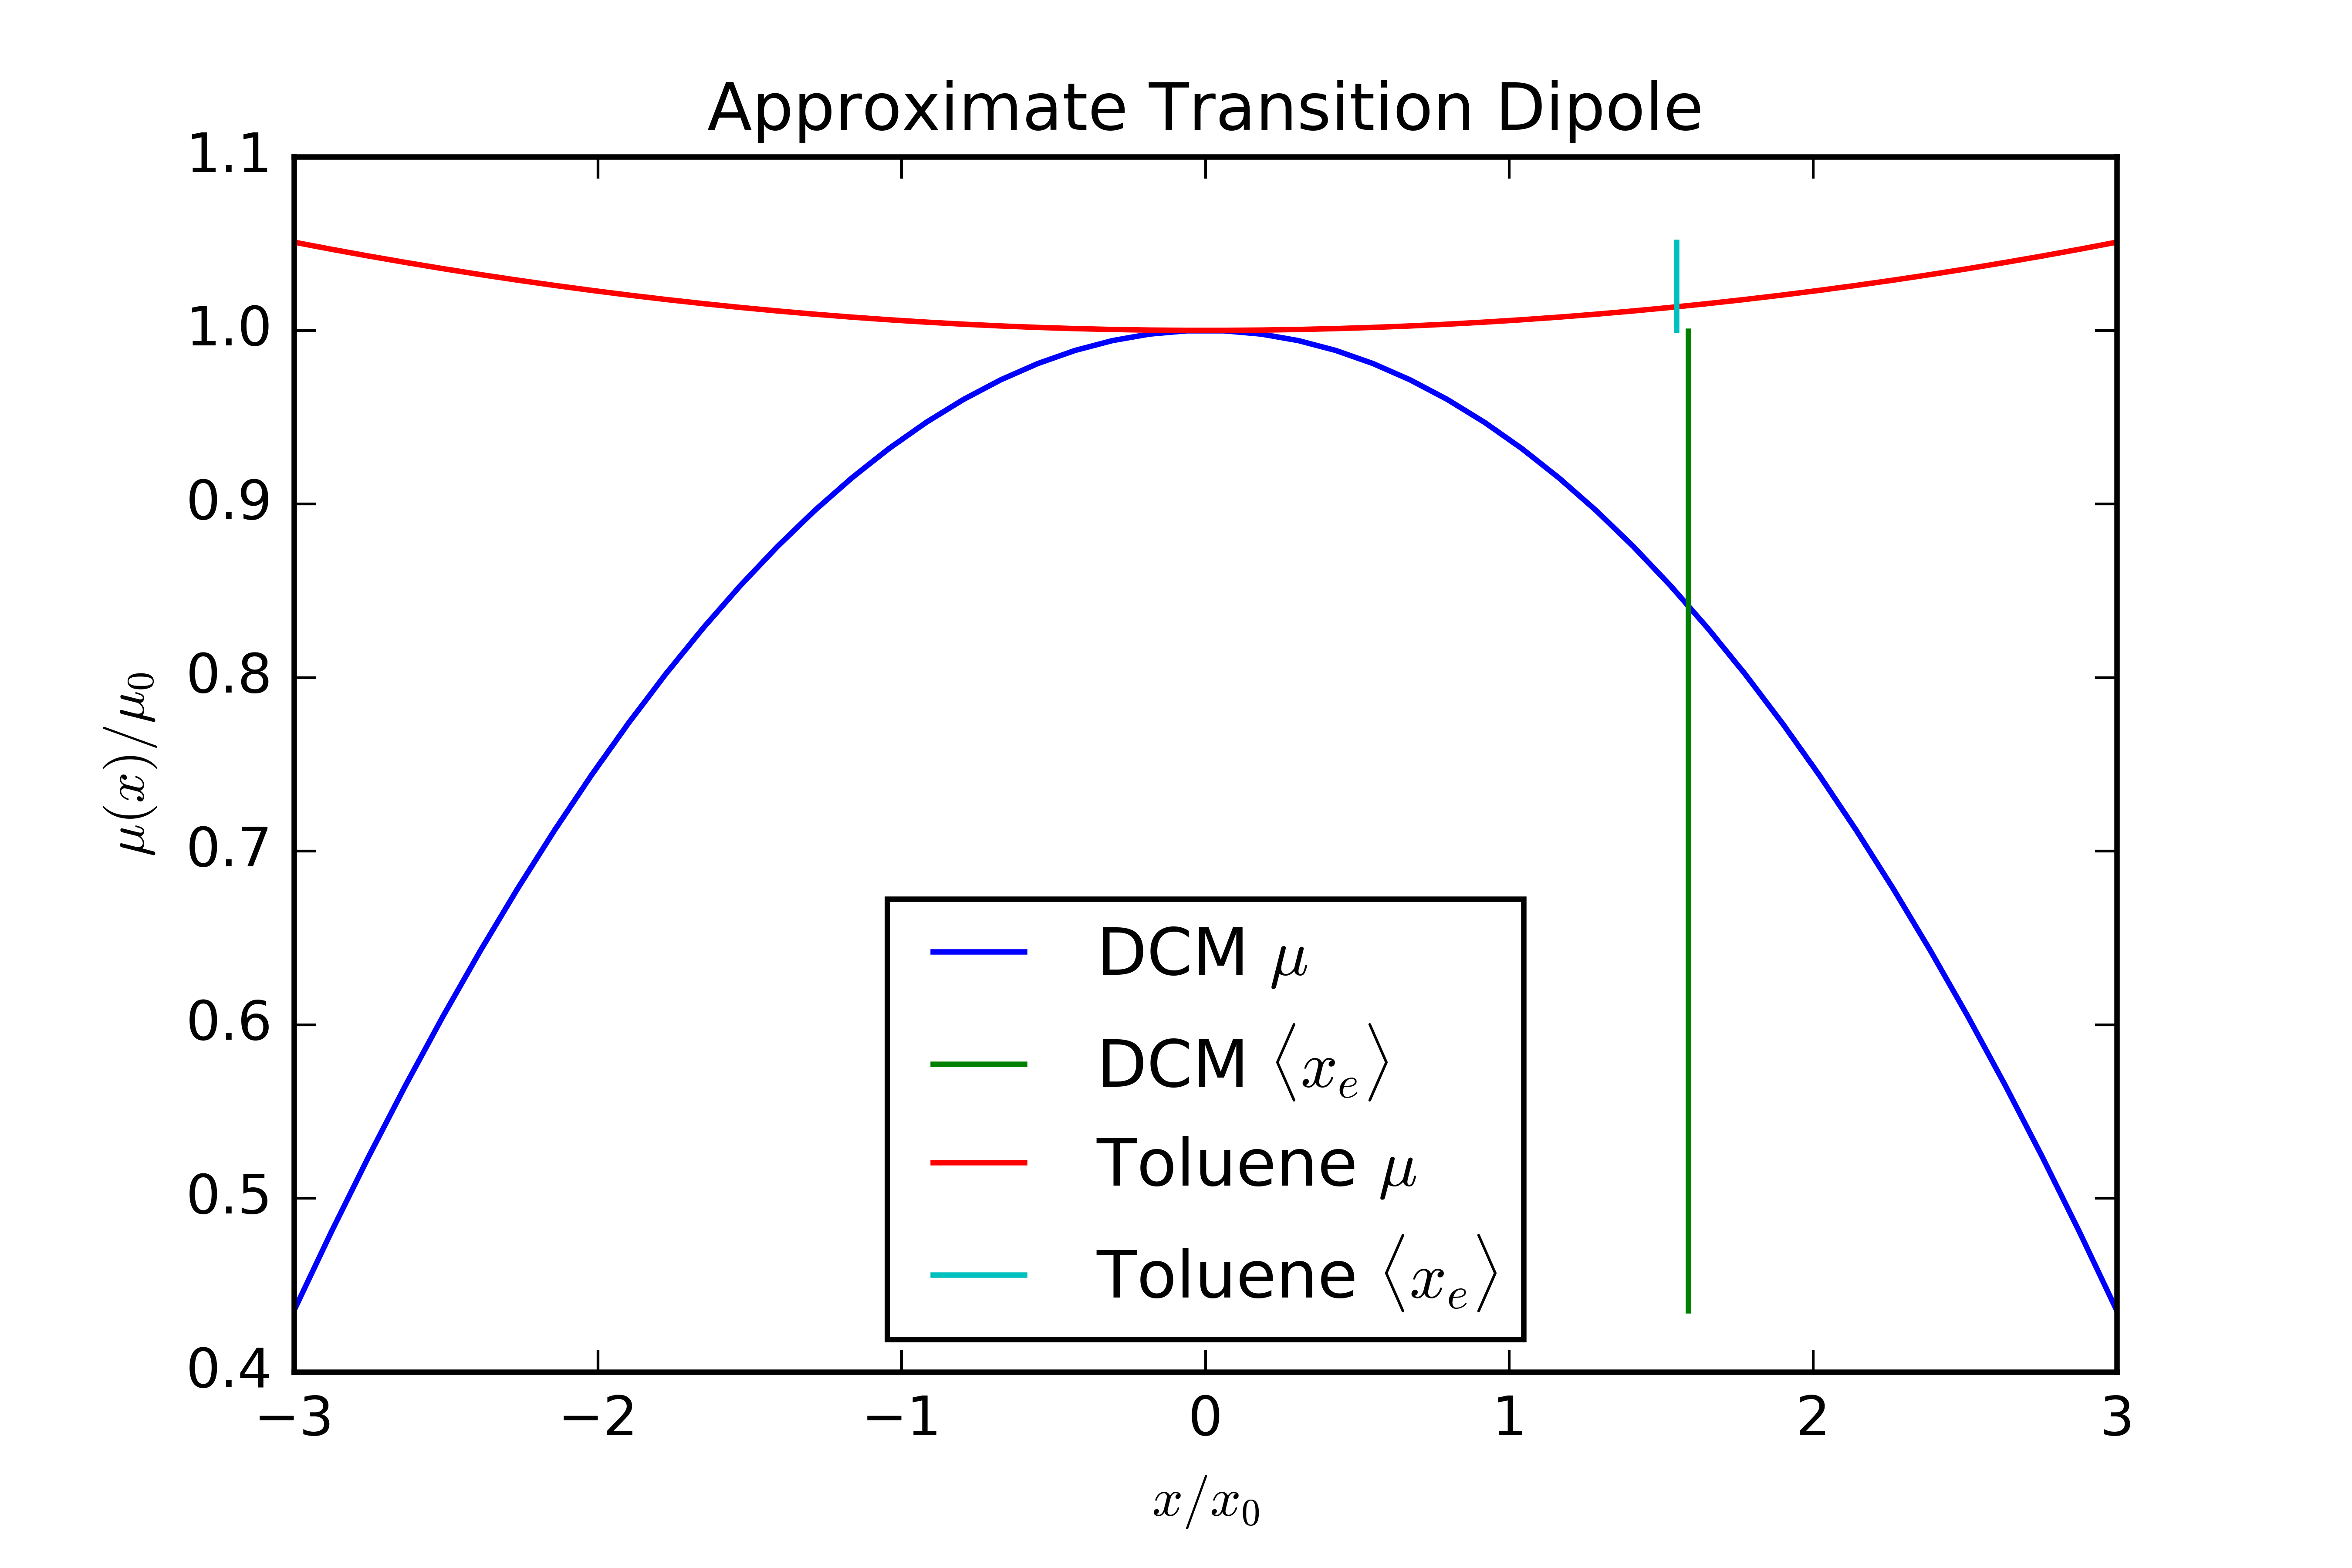 Approximate Transition Dipole
1.1
1.0
0.9
0.8
0.7
0.6
0.5
0.4
μ(x)/μ₀
DCM μ
DCM ⟨xₑ⟩
Toluene μ
Toluene ⟨xₑ⟩
−3 −2 −1 0 1 2 3
x/x₀